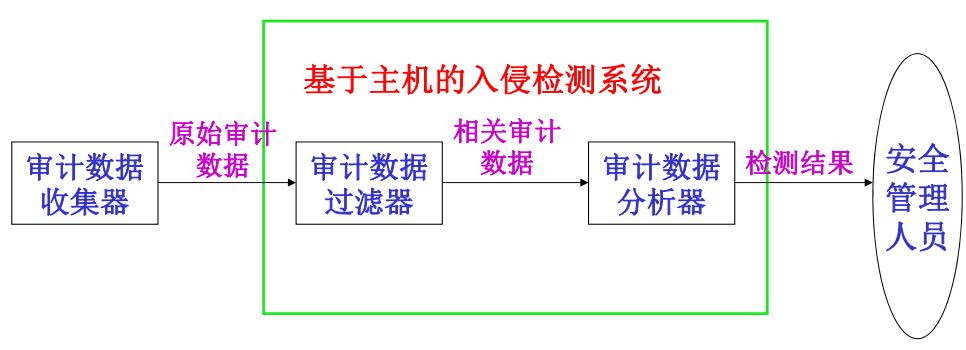 基于主机的入侵检测系统
原始审计
数据
相关审计
数据
检测结果
审计数据
收集器
审计数据
过滤器
审计数据
分析器
安全
管理
人员